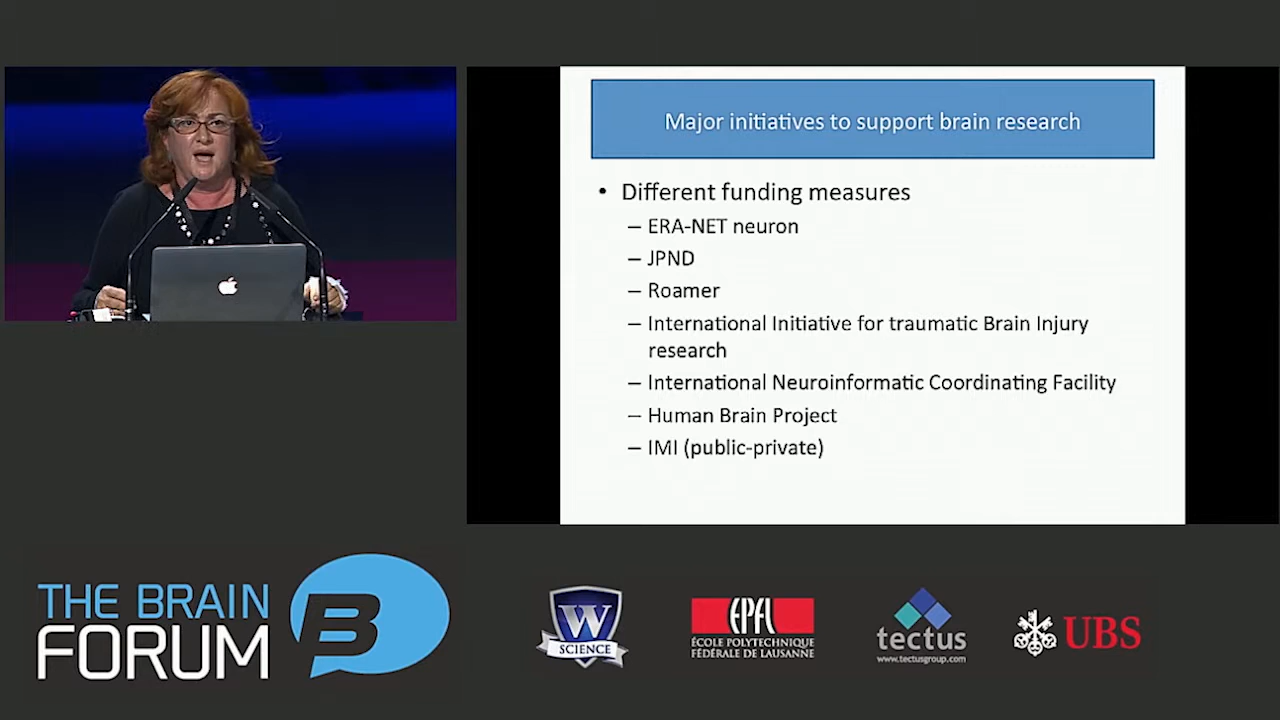 Major initiatives to support brain research
• Different funding measures
– ERA-NET neuron
– JPND
– Roamer
– International Initiative for traumatic Brain Injury
research
– International Neuroinformatic Coordinating Facility
– Human Brain Project
– IMI (public-private)
THE BRAIN
FORUM
B
W
SCIENCE
EPFL
ÉCOLE POLYTECHNIQUE
FÉDÉRALE DE LAUSANNE
tectus
www.tectusgroup.com
UBS